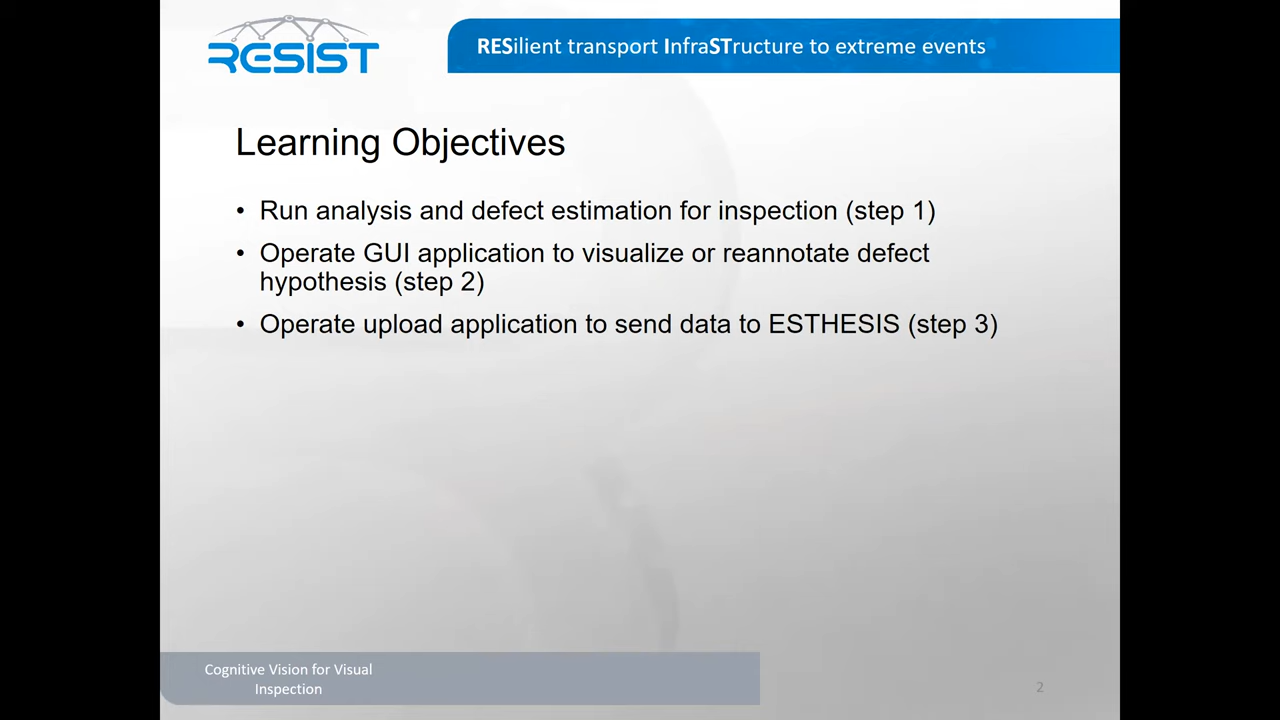 RESIST
RESilient transport InfraSTructure to extreme events
Learning Objectives
• Run analysis and defect estimation for inspection (step 1)
• Operate GUI application to visualize or reannotate defect
hypothesis (step 2)
• Operate upload application to send data to ESTHESIS (step 3)
Cognitive Vision for Visual
Inspection
2